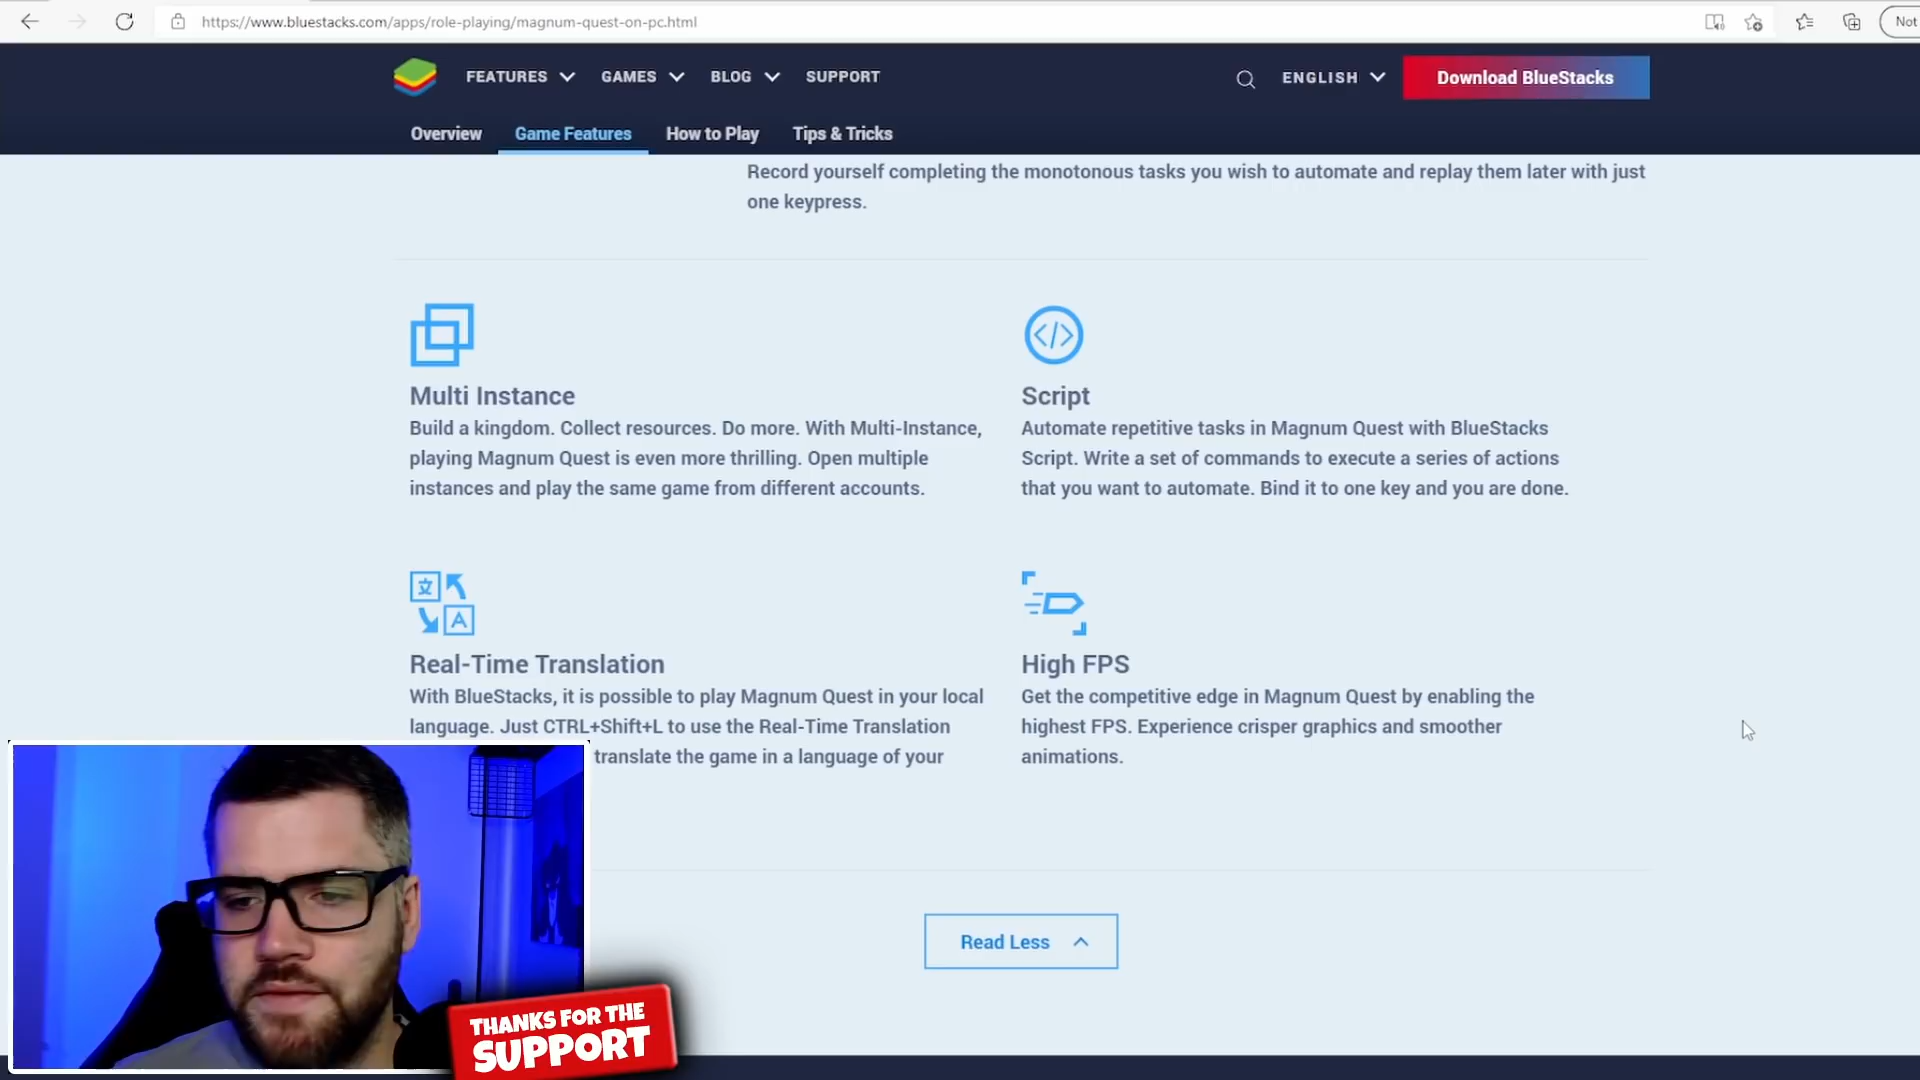 https://www.bluestacks.com/apps/role-playing/magnum-quest-on-pc.html
Not
FEATURES
GAMES
BLOG
SUPPORT
ENGLISH
Download BlueStacks
Overview
Game Features
How to Play
Tips & Tricks
Record yourself completing the monotonous tasks you wish to automate and replay them later with just
one keypress.
Multi Instance
Build a kingdom. Collect resources. Do more. With Multi-Instance,
playing Magnum Quest is even more thrilling. Open multiple
instances and play the same game from different accounts.
Script
Automate repetitive tasks in Magnum Quest with BlueStacks
Script. Write a set of commands to execute a series of actions
that you want to automate. Bind it to one key and you are done.
文
A
Real-Time Translation
With BlueStacks, it is possible to play Magnum Quest in your local
language. Just CTRL+Shift+L to use the Real-Time Translation
translate the game in a language of your
High FPS
Get the competitive edge in Magnum Quest by enabling the
highest FPS. Experience crisper graphics and smoother
animations.
Read Less
THANKS FOR THE
SUPPORT